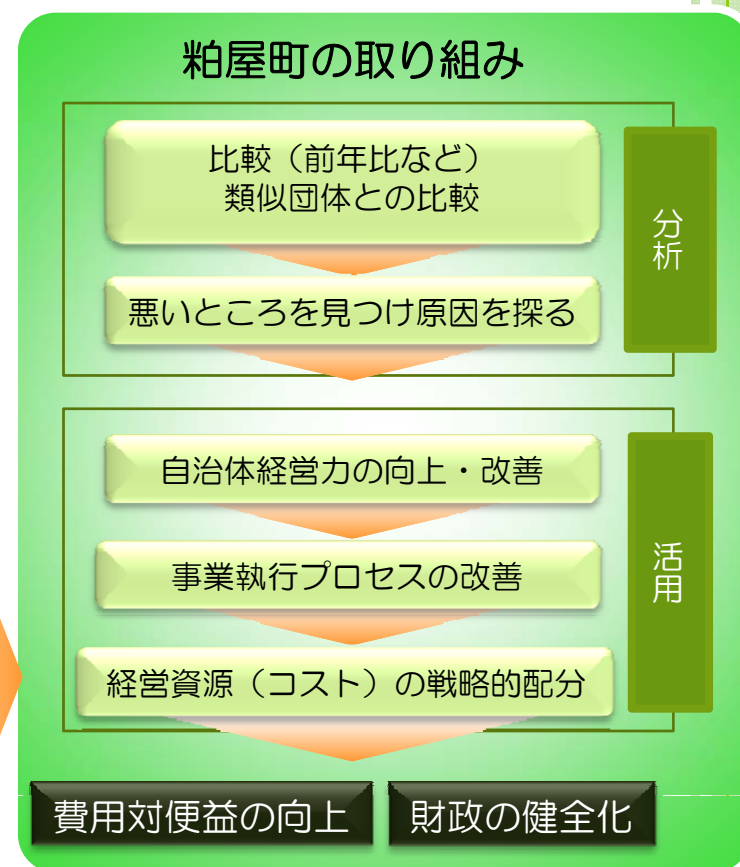 粕屋町の取り組み
比較（前年比など）
類似団体との比較
分析
悪いところを見つけ原因を探る
自治体経営力の向上・改善
事業執行プロセスの改善
活用
経営資源（コスト）の戦略的配分
費用対便益の向上
財政の健全化